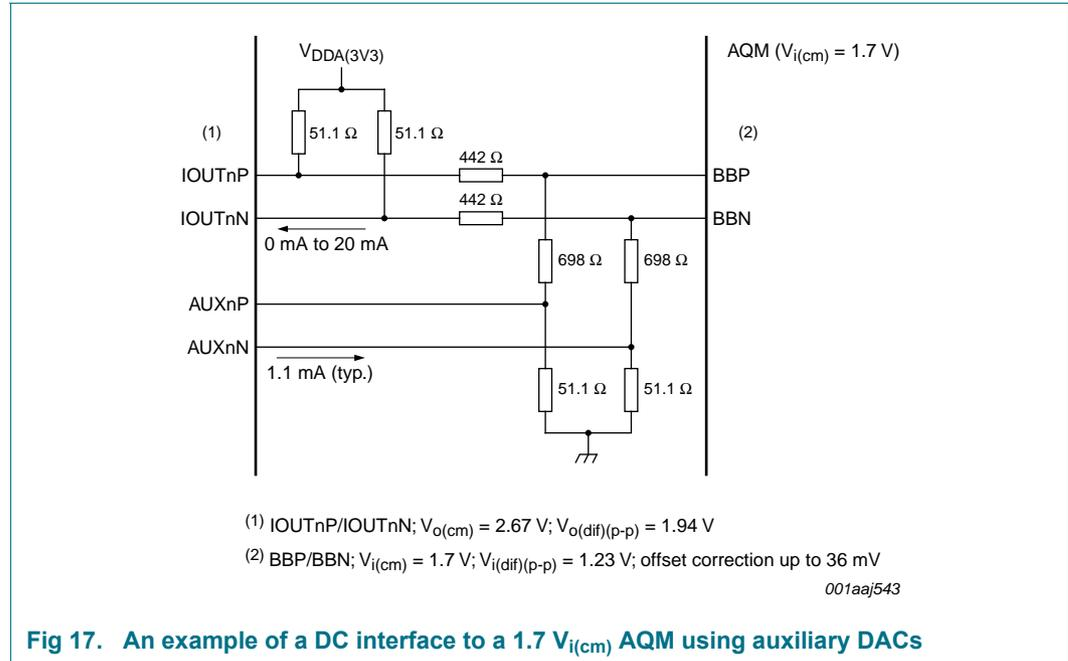 VDDA(3V3)
AQM (Vi(cm) = 1.7 V)
(1)
51.1 Ω
51.1 Ω
(2)
442 Ω
IOUTnP
BBP
442 Ω
IOUTnN
BBN
0 mA to 20 mA
698 Ω
698 Ω
AUXnP
AUXnN
1.1 mA (typ.)
51.1 Ω
51.1 Ω
(1) IOUTnP/IOUTnN; Vo(cm) = 2.67 V; Vo(dif)(p-p) = 1.94 V
(2) BBP/BBN; Vi(cm) = 1.7 V; Vi(dif)(p-p) = 1.23 V; offset correction up to 36 mV
001aaj543
Fig 17. An example of a DC interface to a 1.7 Vi(cm) AQM using auxiliary DACs